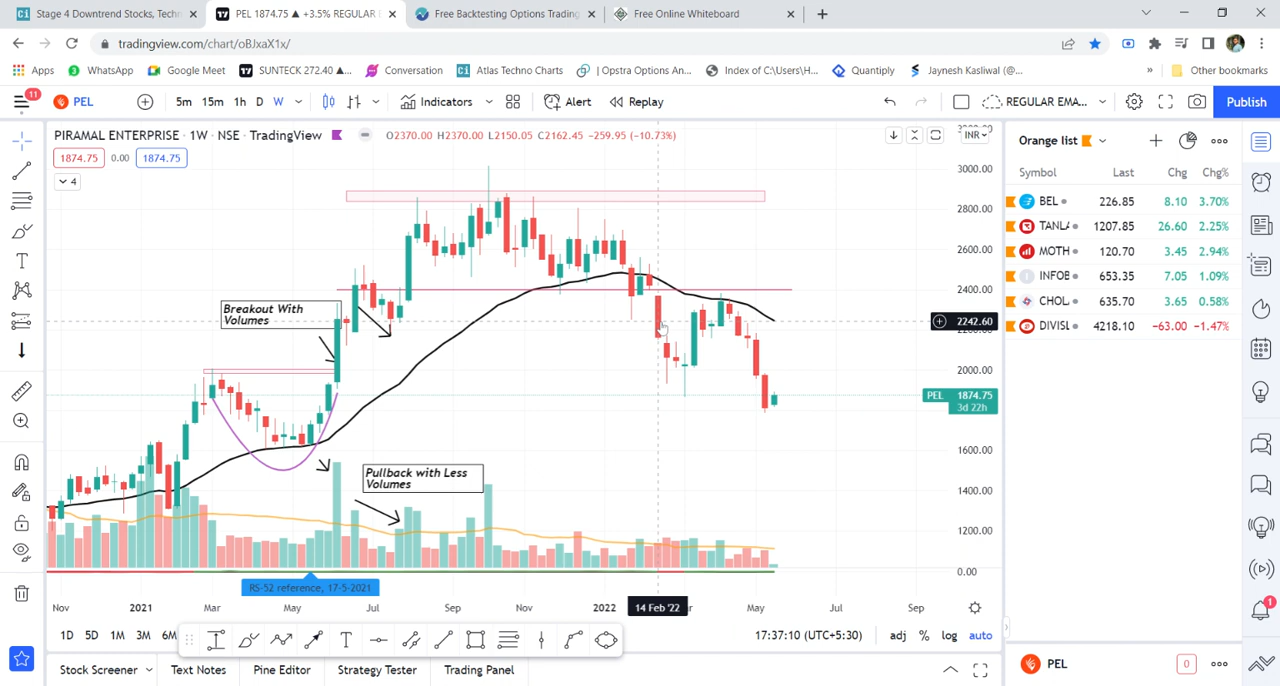 Stage 4 Downtrend Stocks, Techn
PEL 1874.75 ▲ +3.5% REGULAR
Free Backtesting Options Trading
Free Online Whiteboard
tradingview.com/chart/oBJxaX1x/
Apps
WhatsApp
Google Meet
SUNTECK 272.40 ▲...
Conversation
Atlas Techno Charts
| Opstra Options An...
Index of C:\Users\H...
Quantiply
Jaynesh Kasliwal (@...
»
Other bookmarks
11
PEL
5m 15m 1h D W
Indicators
Alert
Replay
REGULAR EMA...
Publish
PIRAMAL ENTERPRISE · 1W · NSE · TradingView
O2370.00 H2370.00 L2150.05 C2162.45 -259.95 (-10.73%)
INR
1874.75 0.00 1874.75
4
3000.00
2800.00
2600.00
2400.00
2242.60
2200.00
2000.00
PEL 1874.75
3d 22h
1600.00
1400.00
1200.00
0.00
Breakout With
Volumes
Pullback with Less
Volumes
RS-52 reference, 17-5-2021
Nov 2021 Mar May Jul Sep Nov 2022 14 Feb '22 May Jul Sep
1D 5D 1M 3M 6M
17:37:10 (UTC+5:30)
adj % log auto
Stock Screener
Text Notes
Pine Editor
Strategy Tester
Trading Panel
Orange list
Symbol Last Chg Chg%
BEL 226.85 8.10 3.70%
TANLA 1207.85 26.60 2.25%
MOTH 120.70 3.45 2.94%
INFOB 653.35 7.05 1.09%
CHOL 635.70 3.65 0.58%
DIVISL 4218.10 -63.00 -1.47%
1
PEL
0